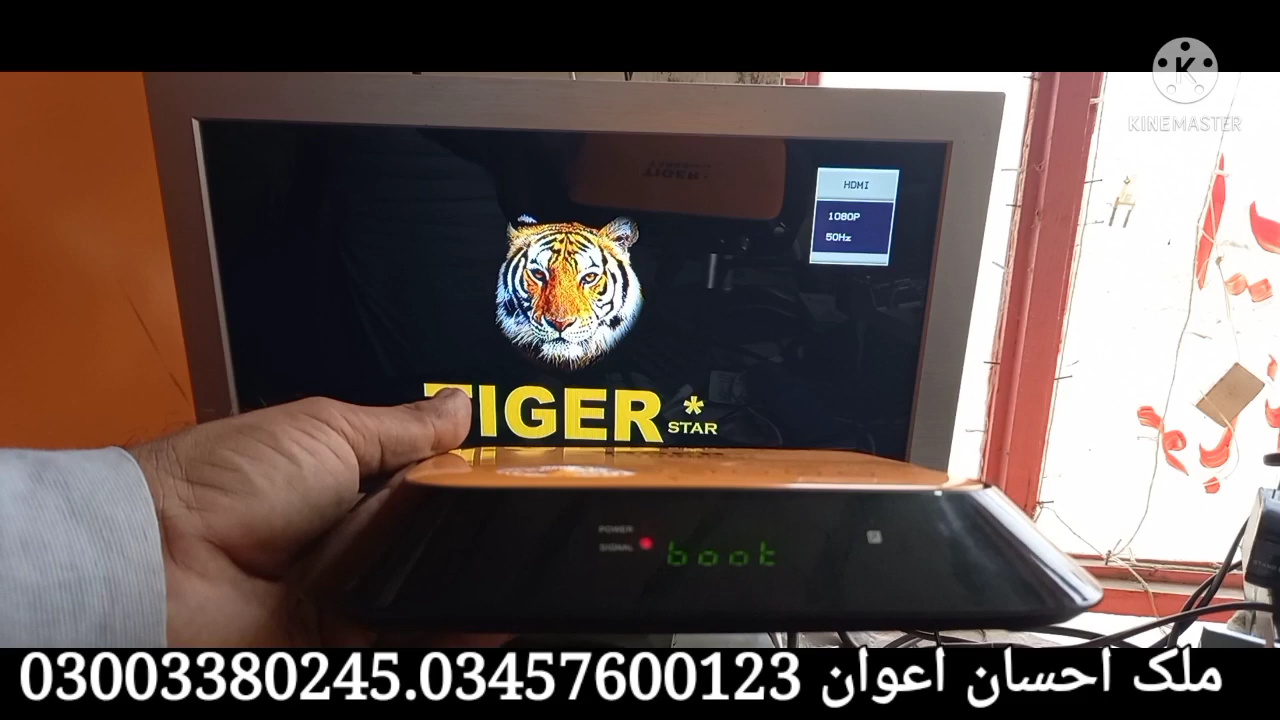 KINEMASTER
HDMI
1080P
50Hz
TIGER*
STAR
POWER
SIGNAL
boot
03003380245.03457600123 ملک احسان اعوان